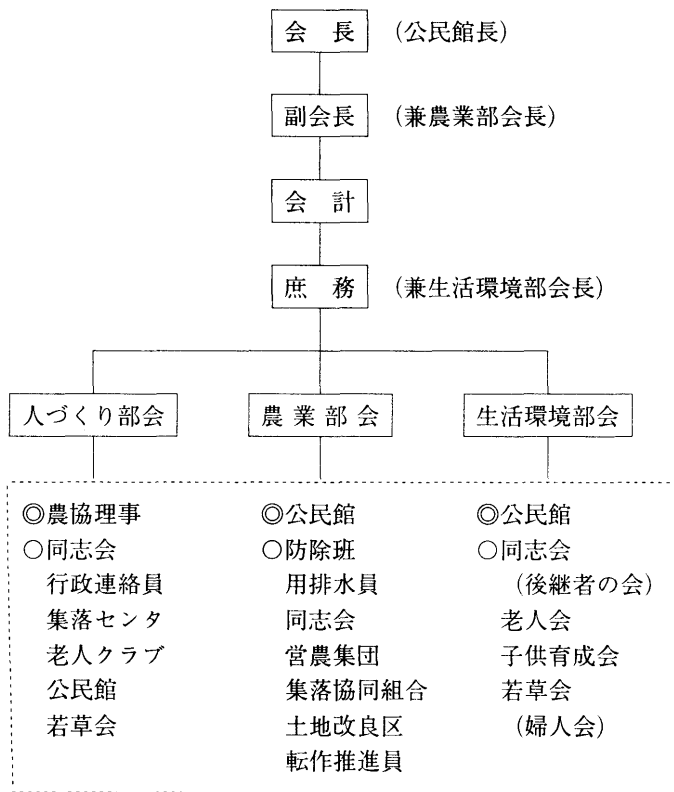 会 長 (公民館長)
副会長 (兼農業部会長)
会 計
庶 務 (兼生活環境部会長)
人づくり部会
農業部会
生活環境部会
◎農協理事
○同志会
行政連絡員
集落センタ
老人クラブ
公民館
若草会
◎公民館
○防除班
用排水員
同志会
営農集団
集落協同組合
土地改良区
転作推進員
◎公民館
○同志会
(後継者の会)
老人会
子供育成会
若草会
(婦人会)